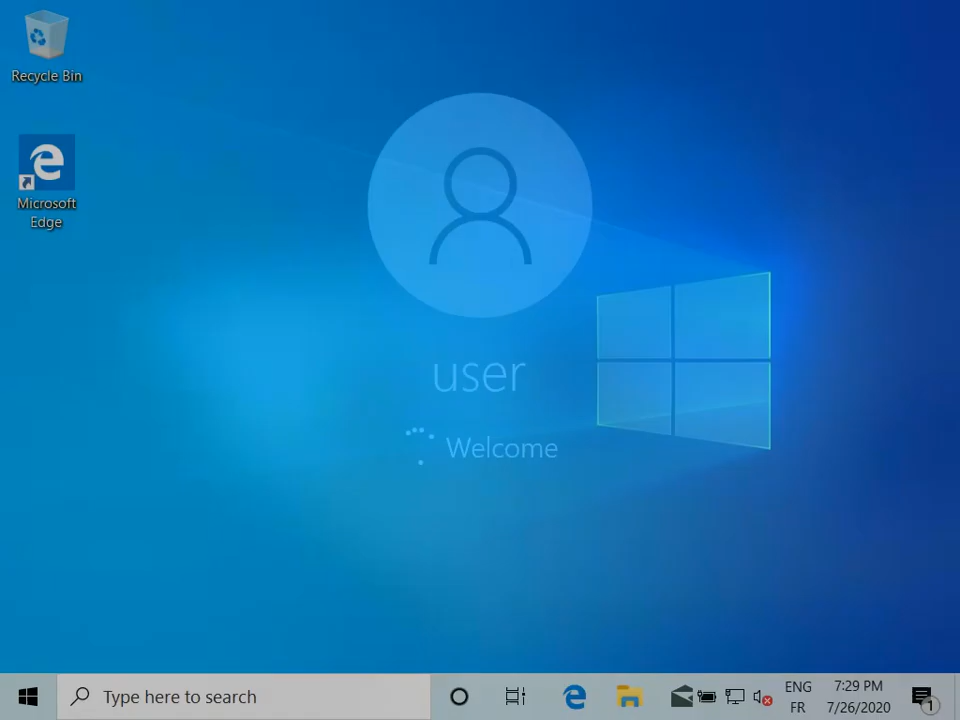 Recycle Bin
Microsoft
Edge
user
Welcome
Type here to search
ENG
FR
7:29 PM
7/26/2020
1